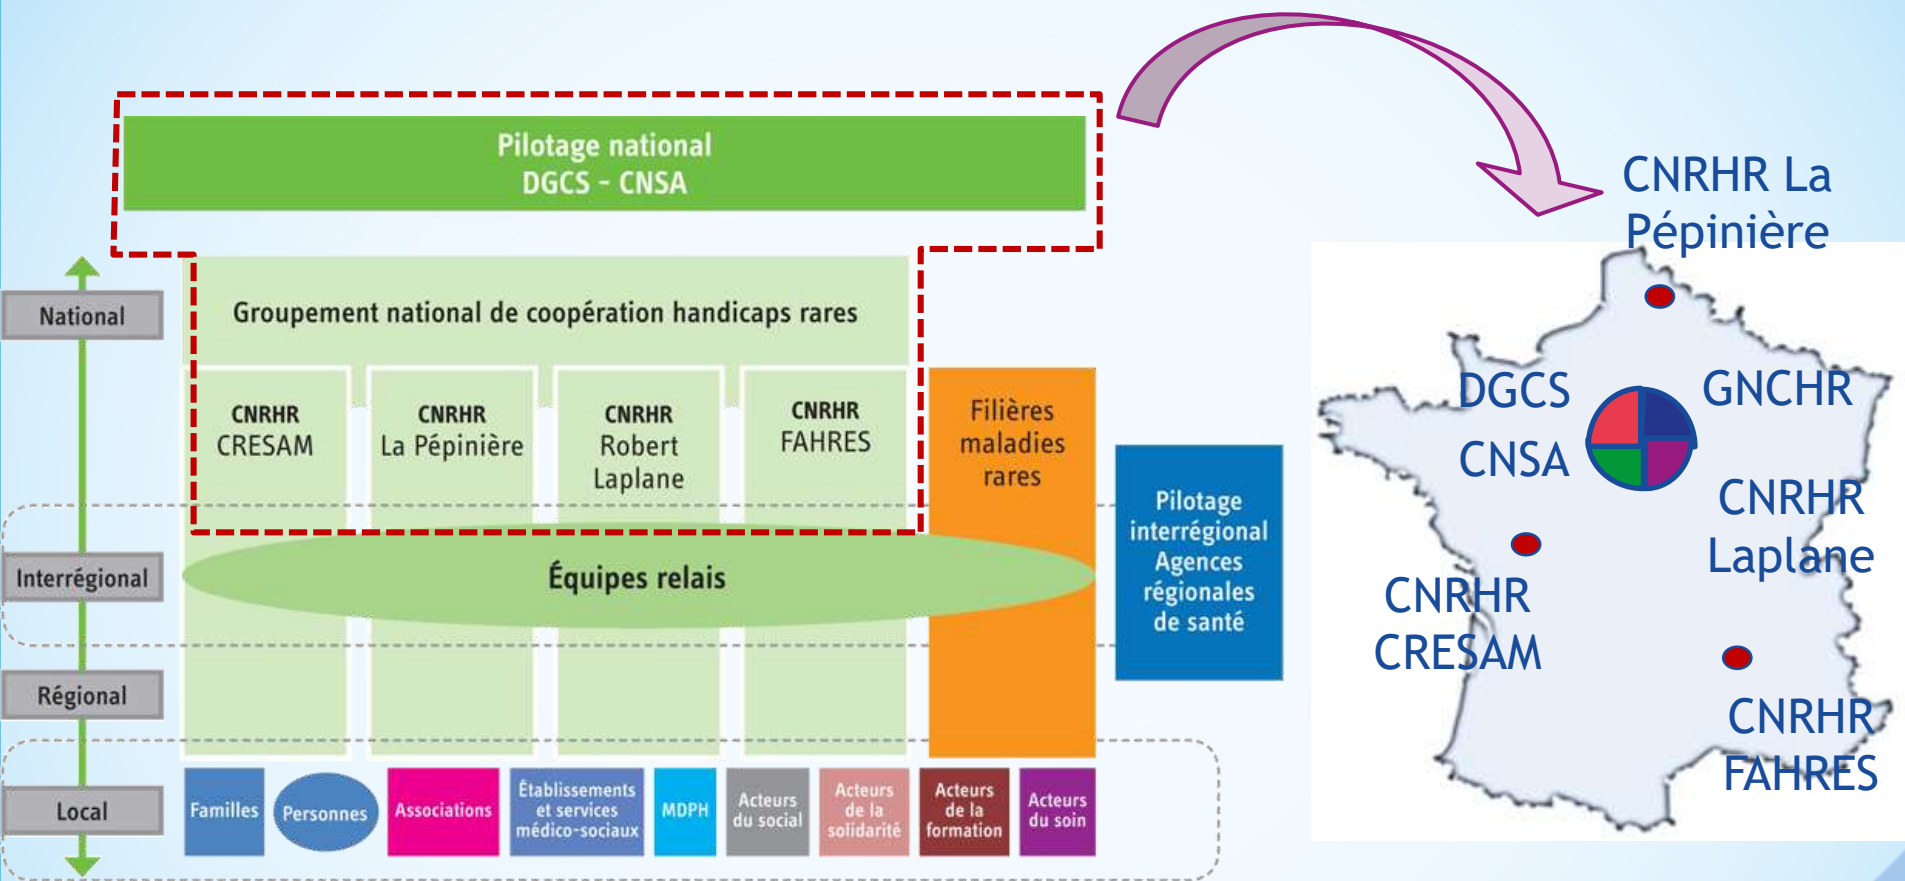 Pilotage national
DGCS - CNSA
National
Groupement national de coopération handicaps rares
CNRHR
CRESAM
CNRHR
La Pépinière
CNRHR
Robert
Laplane
CNRHR
FAHRES
Filières
maladies
rares
Pilotage
interrégional
Agences
régionales
de santé
Interrégional
Équipes relais
Régional
Local
Familles
Personnes
Associations
Établissements
et services
médico-sociaux
MDPH
Acteurs
du social
Acteurs
de la
solidarité
Acteurs
de la
formation
Acteurs
du soin
CNRHR La
Pépinière
DGCS
CNSA
GNCHR
CNRHR
Laplane
CNRHR
CRESAM
CNRHR
FAHRES